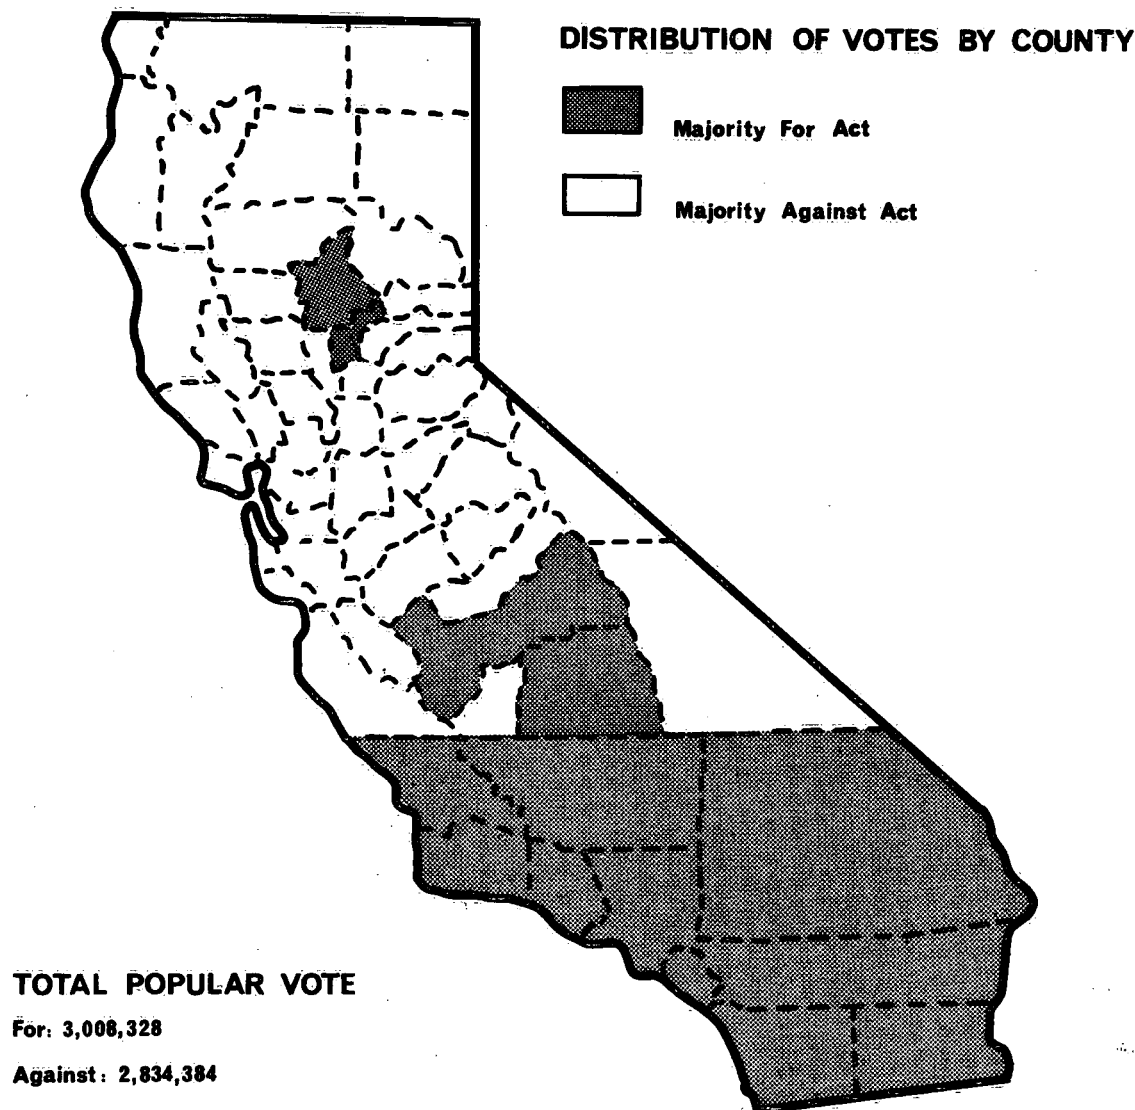 DISTRIBUTION OF VOTES BY COUNTY
Majority For Act
Majority Against Act
TOTAL POPULAR VOTE
For: 3,008,328
Against: 2,834,384